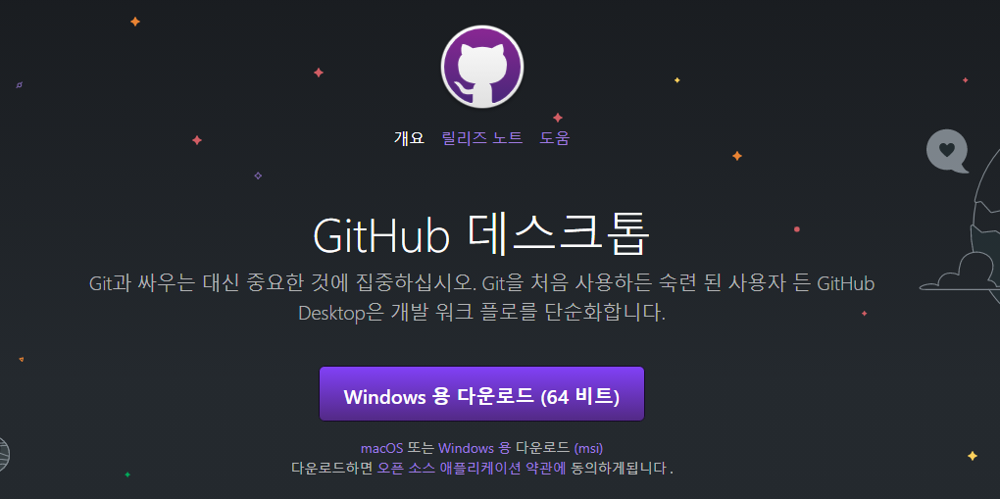 개요 릴리즈 노트 도움
GitHub 데스크톱
Git과 싸우는 대신 중요한 것에 집중하십시오. Git을 처음 사용하든 숙련 된 사용자 든 GitHub
Desktop은 개발 워크 플로를 단순화합니다.
Windows 용 다운로드 (64 비트)
macOS 또는 Windows 용 다운로드 (msi)
다운로드하면 오픈 소스 애플리케이션 약관에 동의하게됩니다 .